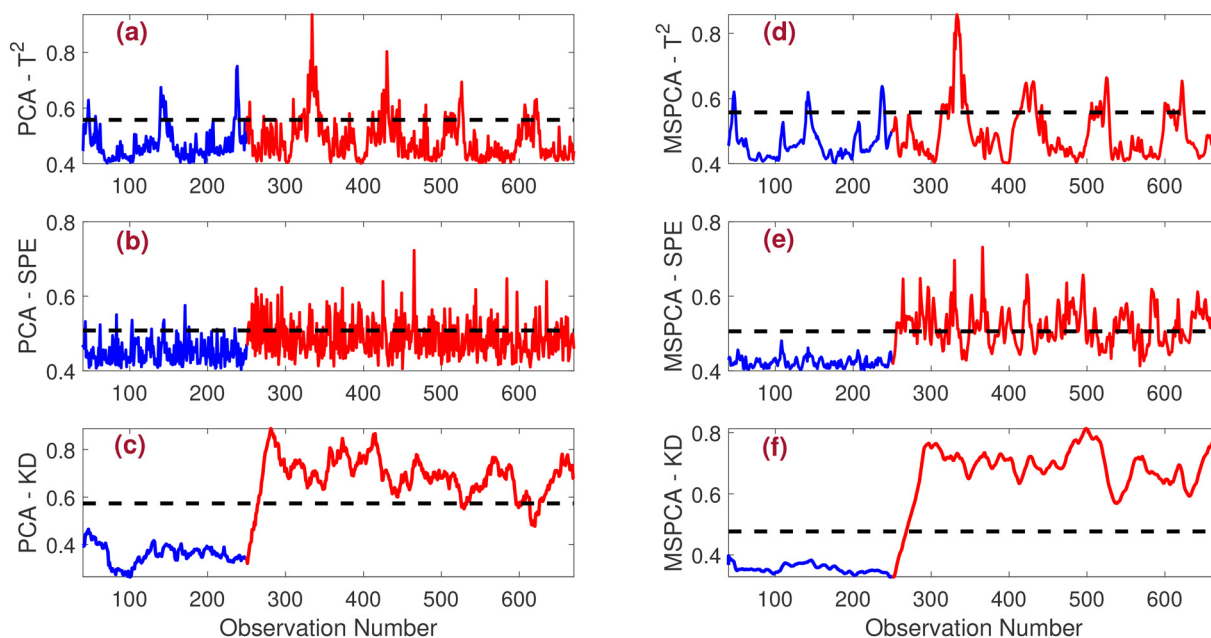 (a)
PCA - T²
0.8
0.6
0.4
100 200 300 400 500 600
(b)
PCA - SPE
0.8
0.6
0.4
100 200 300 400 500 600
(c)
PCA - KD
0.8
0.6
0.4
100 200 300 400 500 600
Observation Number
(d)
MSPCA - T²
0.8
0.6
0.4
100 200 300 400 500 600
(e)
MSPCA - SPE
0.8
0.6
0.4
100 200 300 400 500 600
(f)
MSPCA - KD
0.8
0.6
0.4
100 200 300 400 500 600
Observation Number